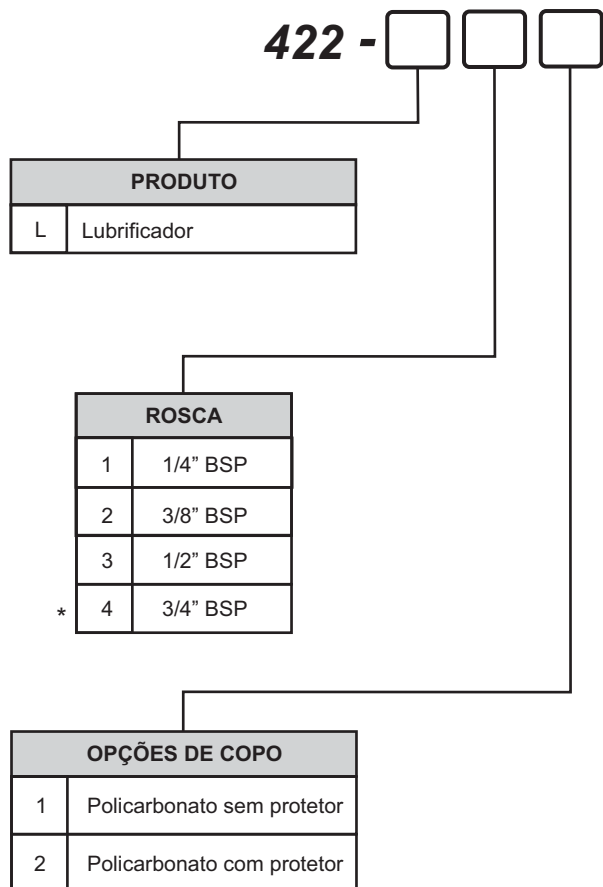 422 -
PRODUTO
L Lubrificador
ROSCA
1 1/4” BSP
2 3/8” BSP
3 1/2” BSP
* 4 3/4” BSP
OPÇÕES DE COPO
1 Policarbonato sem protetor
2 Policarbonato com protetor